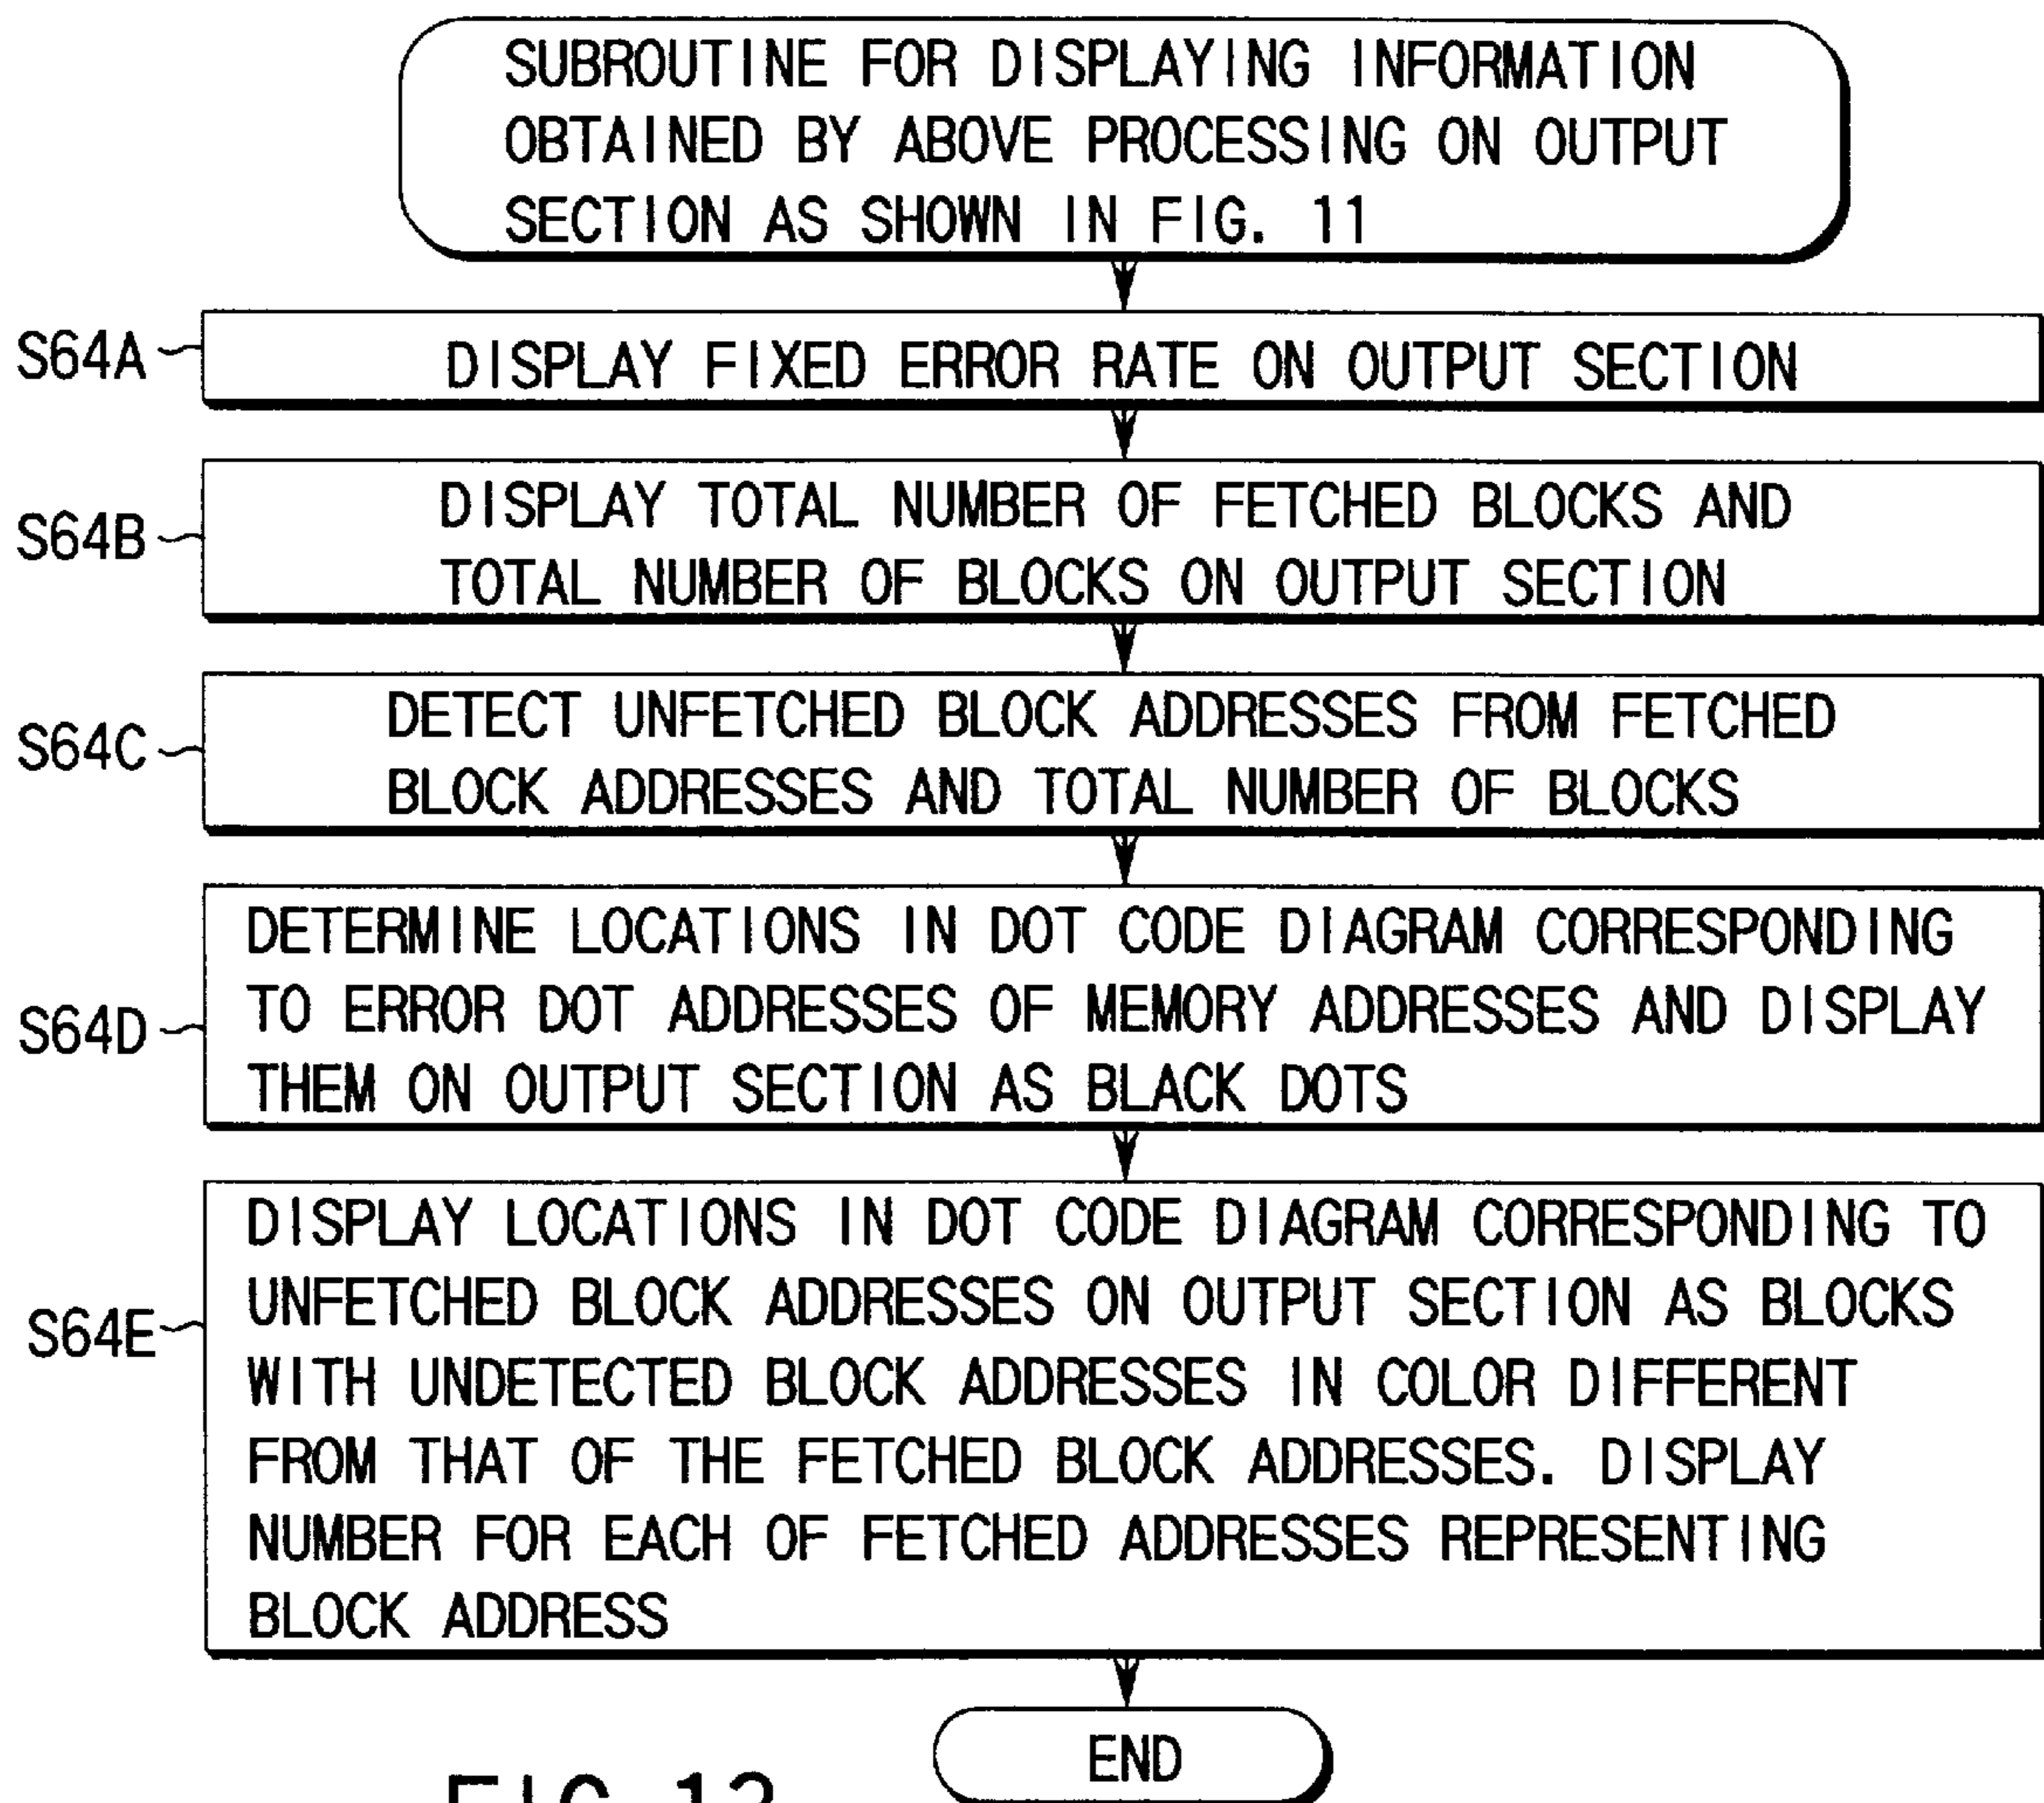 SUBROUTINE FOR DISPLAYING INFORMATION
OBTAINED BY ABOVE PROCESSING ON OUTPUT
SECTION AS SHOWN IN FIG. 11
S64A
DISPLAY FIXED ERROR RATE ON OUTPUT SECTION
S64B
DISPLAY TOTAL NUMBER OF FETCHED BLOCKS AND
TOTAL NUMBER OF BLOCKS ON OUTPUT SECTION
S64C
DETECT UNFETCHED BLOCK ADDRESSES FROM FETCHED
BLOCK ADDRESSES AND TOTAL NUMBER OF BLOCKS
S64D
DETERMINE LOCATIONS IN DOT CODE DIAGRAM CORRESPONDING
TO ERROR DOT ADDRESSES OF MEMORY ADDRESSES AND DISPLAY
THEM ON OUTPUT SECTION AS BLACK DOTS
S64E
DISPLAY LOCATIONS IN DOT CODE DIAGRAM CORRESPONDING TO
UNFETCHED BLOCK ADDRESSES ON OUTPUT SECTION AS BLOCKS
WITH UNDETECTED BLOCK ADDRESSES IN COLOR DIFFERENT
FROM THAT OF THE FETCHED BLOCK ADDRESSES. DISPLAY
NUMBER FOR EACH OF FETCHED ADDRESSES REPRESENTING
BLOCK ADDRESS
END
FIG